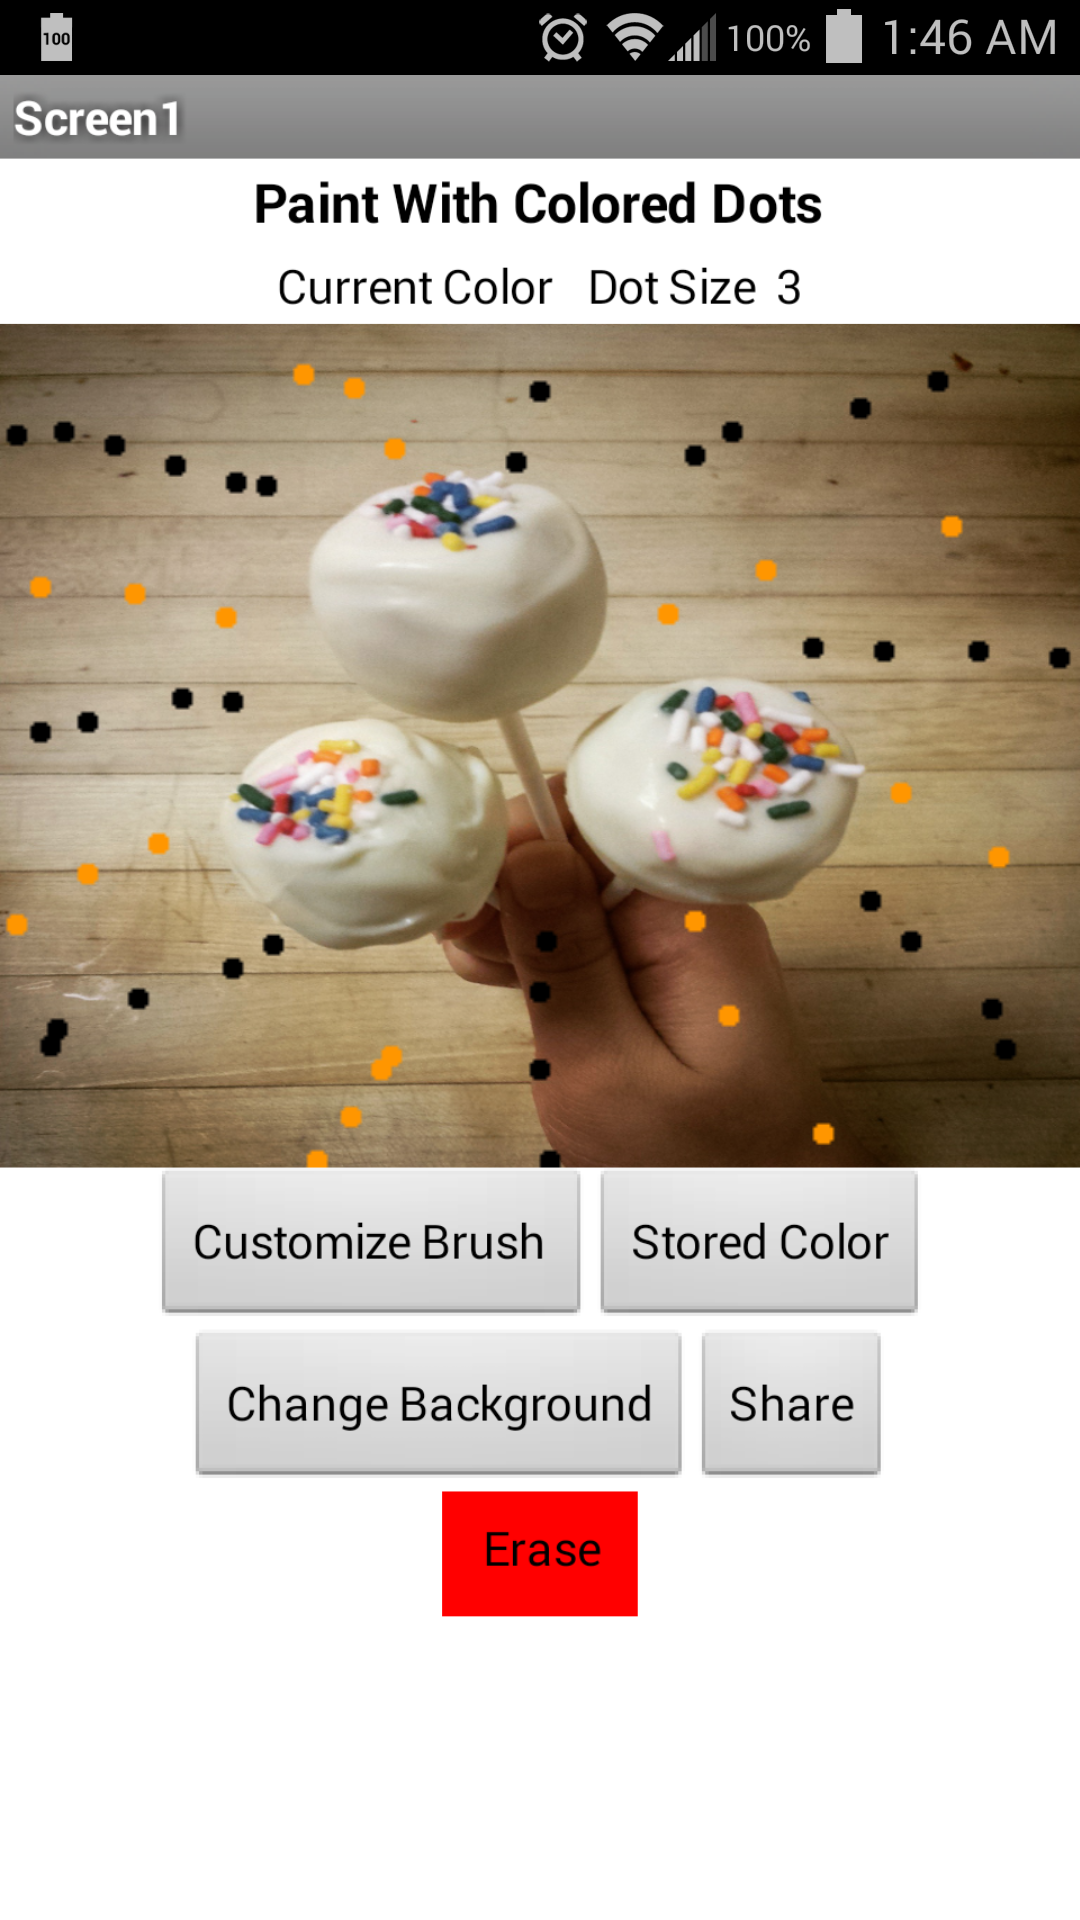 100 100% 1:46 AM
Screen1
Paint With Colored Dots
Current Color Dot Size 3
Customize Brush Stored Color
Change Background Share
Erase